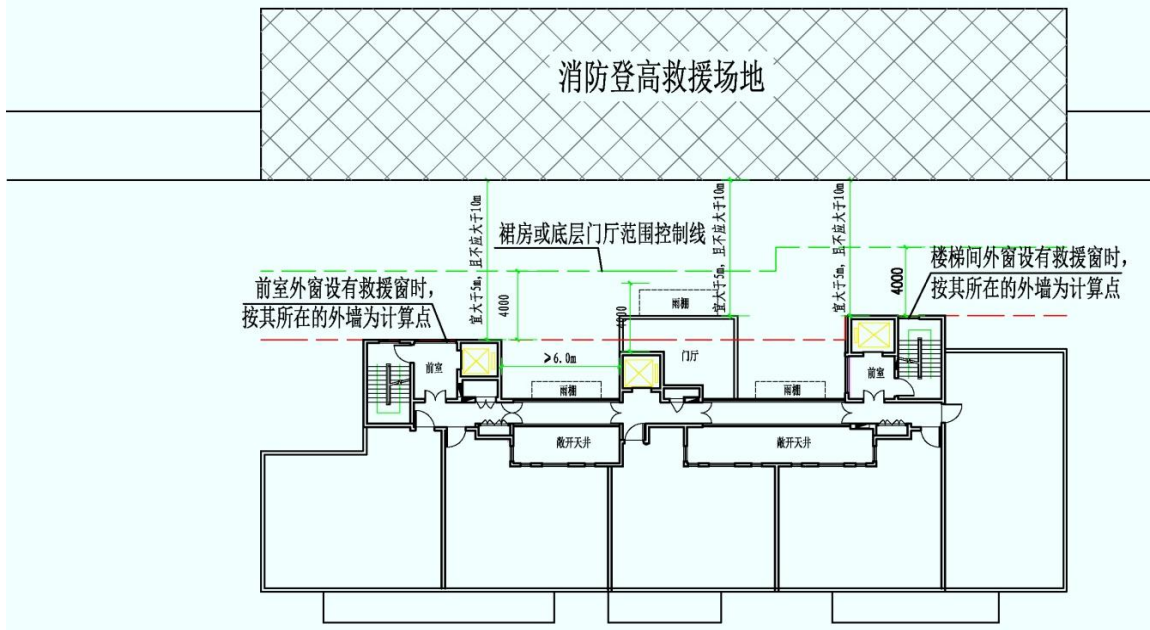 消防登高救援场地
宜大于5m，且不应大于10m
宜大于5m，且不应大于10m
宜大于5m，且不应大于10m
裙房或底层门厅范围控制线
前室外窗设有救援窗时，
按其所在的外墙为计算点
楼梯间外窗设有救援窗时，
按其所在的外墙为计算点
4000
4000
雨棚
门厅
≥6.0m
前室
前室
雨棚
雨棚
敞开天井
敞开天井